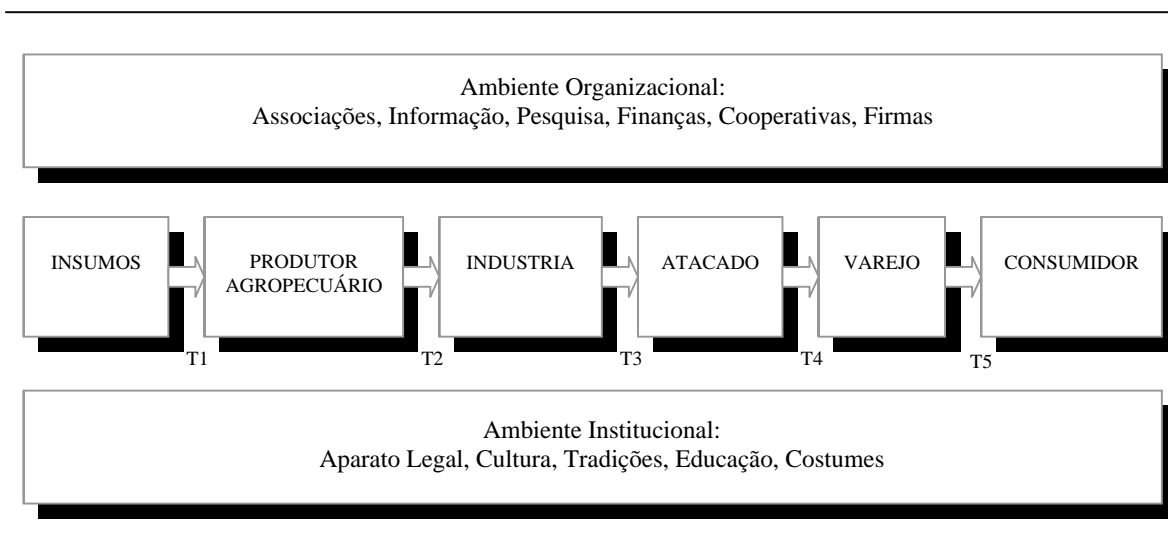 Ambiente Organizacional:
Associações, Informação, Pesquisa, Finanças, Cooperativas, Firmas
INSUMOS
PRODUTOR
AGROPECUÁRIO
INDUSTRIA
ATACADO
VAREJO
CONSUMIDOR
T1
T2
T3
T4
T5
Ambiente Institucional:
Aparato Legal, Cultura, Tradições, Educação, Costumes